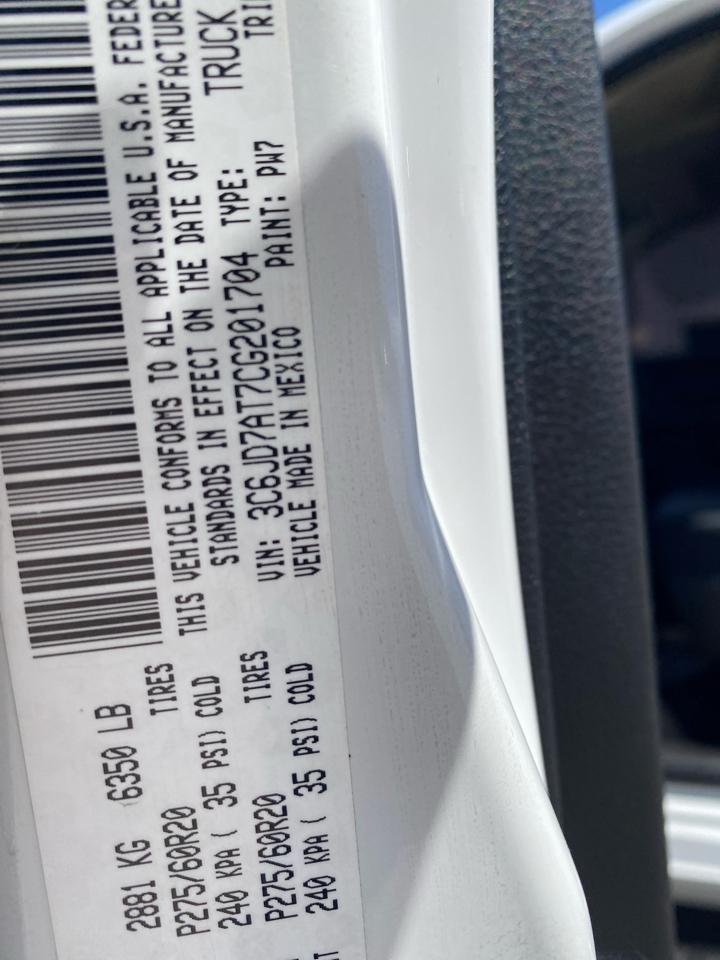 2881 KG (6350 LB
P275/60R20 TIRES
240 KPA ( 35 PSI) COLD
P275/60R20 TIRES
240 KPA ( 35 PSI) COLD
THIS VEHICLE CONFORMS TO ALL APPLICABLE U.S.A. FEDER
STANDARDS IN EFFECT ON THE DATE OF MANUFACTURE
VIN: 3C6JD7AT7CG201704 TYPE: TRUCK
VEHICLE MADE IN MEXICO PAINT: PW7